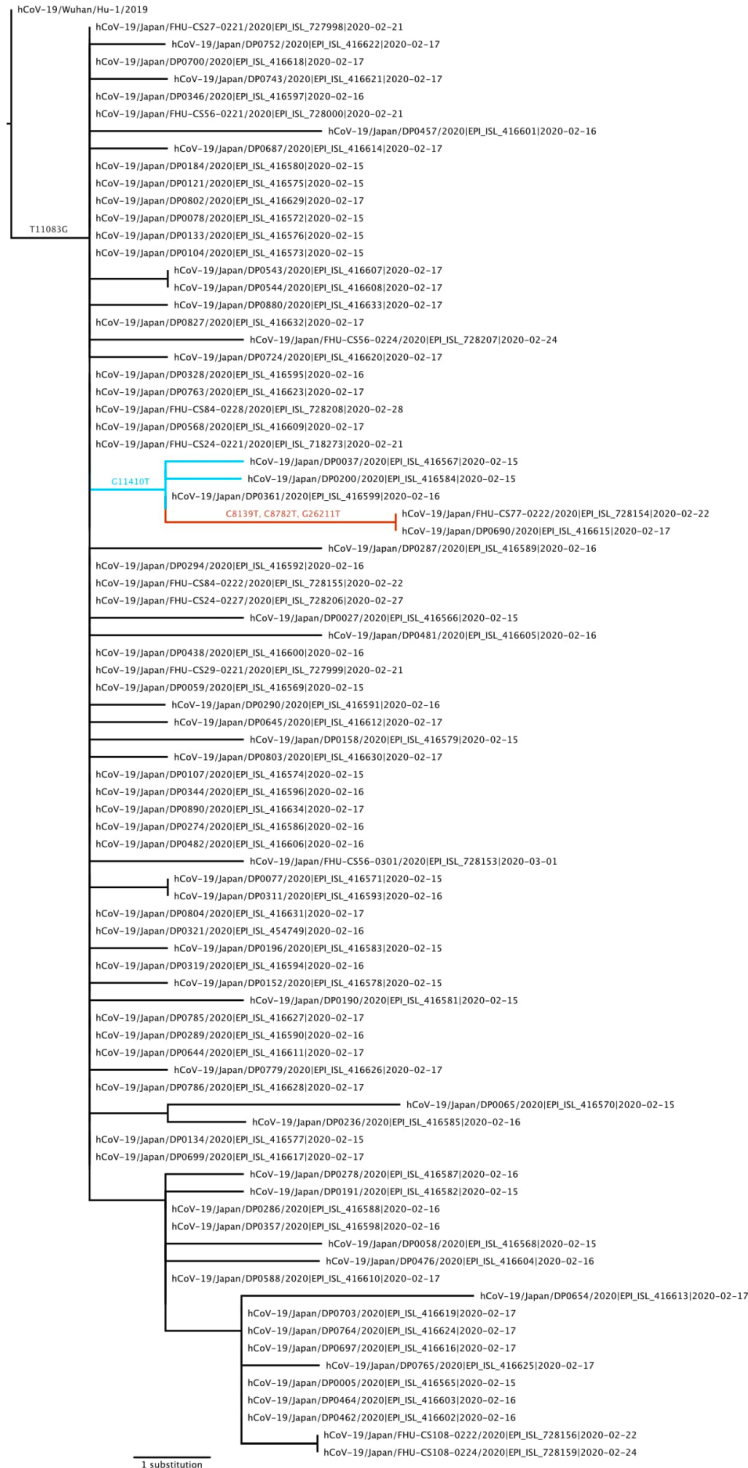 hCoV-19/Wuhan/Hu-1/2019
hCoV-19/Japan/FHU-CS27-0221/2020|EPI_ISL_727998|2020-02-21
hCoV-19/Japan/DP0752/2020|EPI_ISL_416622|2020-02-17
hCoV-19/Japan/DP0700/2020|EPI_ISL_416618|2020-02-17
hCoV-19/Japan/DP0743/2020|EPI_ISL_416621|2020-02-17
hCoV-19/Japan/DP0346/2020|EPI_ISL_416597|2020-02-16
hCoV-19/Japan/FHU-CS56-0221/2020|EPI_ISL_728000|2020-02-21
hCoV-19/Japan/DP0457/2020|EPI_ISL_416601|2020-02-16
hCoV-19/Japan/DP0687/2020|EPI_ISL_416614|2020-02-17
hCoV-19/Japan/DP0184/2020|EPI_ISL_416580|2020-02-15
hCoV-19/Japan/DP0121/2020|EPI_ISL_416575|2020-02-15
hCoV-19/Japan/DP0802/2020|EPI_ISL_416629|2020-02-17
hCoV-19/Japan/DP0078/2020|EPI_ISL_416572|2020-02-15
T11083G
hCoV-19/Japan/DP0133/2020|EPI_ISL_416576|2020-02-15
hCoV-19/Japan/DP0104/2020|EPI_ISL_416573|2020-02-15
hCoV-19/Japan/DP0543/2020|EPI_ISL_416607|2020-02-17
hCoV-19/Japan/DP0544/2020|EPI_ISL_416608|2020-02-17
hCoV-19/Japan/DP0880/2020|EPI_ISL_416633|2020-02-17
hCoV-19/Japan/DP0827/2020|EPI_ISL_416632|2020-02-17
hCoV-19/Japan/FHU-CS56-0224/2020|EPI_ISL_728207|2020-02-24
hCoV-19/Japan/DP0724/2020|EPI_ISL_416620|2020-02-17
hCoV-19/Japan/DP0328/2020|EPI_ISL_416595|2020-02-16
hCoV-19/Japan/DP0763/2020|EPI_ISL_416623|2020-02-17
hCoV-19/Japan/FHU-CS84-0228/2020|EPI_ISL_728208|2020-02-28
hCoV-19/Japan/DP0568/2020|EPI_ISL_416609|2020-02-17
hCoV-19/Japan/FHU-CS24-0221/2020|EPI_ISL_718273|2020-02-21
hCoV-19/Japan/DP0037/2020|EPI_ISL_416567|2020-02-15
G11410T
hCoV-19/Japan/DP0200/2020|EPI_ISL_416584|2020-02-15
hCoV-19/Japan/DP0361/2020|EPI_ISL_416599|2020-02-16
C8139T, C8782T, G26211T
hCoV-19/Japan/FHU-CS77-0222/2020|EPI_ISL_728154|2020-02-22
hCoV-19/Japan/DP0690/2020|EPI_ISL_416615|2020-02-17
hCoV-19/Japan/DP0287/2020|EPI_ISL_416589|2020-02-16
hCoV-19/Japan/DP0294/2020|EPI_ISL_416592|2020-02-16
hCoV-19/Japan/FHU-CS84-0222/2020|EPI_ISL_728155|2020-02-22
hCoV-19/Japan/FHU-CS24-0227/2020|EPI_ISL_728206|2020-02-27
hCoV-19/Japan/DP0027/2020|EPI_ISL_416566|2020-02-15
hCoV-19/Japan/DP0481/2020|EPI_ISL_416605|2020-02-16
hCoV-19/Japan/DP0438/2020|EPI_ISL_416600|2020-02-16
hCoV-19/Japan/FHU-CS29-0221/2020|EPI_ISL_727999|2020-02-21
hCoV-19/Japan/DP0059/2020|EPI_ISL_416569|2020-02-15
hCoV-19/Japan/DP0290/2020|EPI_ISL_416591|2020-02-16
hCoV-19/Japan/DP0645/2020|EPI_ISL_416612|2020-02-17
hCoV-19/Japan/DP0158/2020|EPI_ISL_416579|2020-02-15
hCoV-19/Japan/DP0803/2020|EPI_ISL_416630|2020-02-17
hCoV-19/Japan/DP0107/2020|EPI_ISL_416574|2020-02-15
hCoV-19/Japan/DP0344/2020|EPI_ISL_416596|2020-02-16
hCoV-19/Japan/DP0890/2020|EPI_ISL_416634|2020-02-17
hCoV-19/Japan/DP0274/2020|EPI_ISL_416586|2020-02-16
hCoV-19/Japan/DP0482/2020|EPI_ISL_416606|2020-02-16
hCoV-19/Japan/FHU-CS56-0301/2020|EPI_ISL_728153|2020-03-01
hCoV-19/Japan/DP0077/2020|EPI_ISL_416571|2020-02-15
hCoV-19/Japan/DP0311/2020|EPI_ISL_416593|2020-02-16
hCoV-19/Japan/DP0804/2020|EPI_ISL_416631|2020-02-17
hCoV-19/Japan/DP0321/2020|EPI_ISL_454749|2020-02-16
hCoV-19/Japan/DP0196/2020|EPI_ISL_416583|2020-02-15
hCoV-19/Japan/DP0319/2020|EPI_ISL_416594|2020-02-16
hCoV-19/Japan/DP0152/2020|EPI_ISL_416578|2020-02-15
hCoV-19/Japan/DP0190/2020|EPI_ISL_416581|2020-02-15
hCoV-19/Japan/DP0785/2020|EPI_ISL_416627|2020-02-17
hCoV-19/Japan/DP0289/2020|EPI_ISL_416590|2020-02-16
hCoV-19/Japan/DP0644/2020|EPI_ISL_416611|2020-02-17
hCoV-19/Japan/DP0779/2020|EPI_ISL_416626|2020-02-17
hCoV-19/Japan/DP0786/2020|EPI_ISL_416628|2020-02-17
hCoV-19/Japan/DP0065/2020|EPI_ISL_416570|2020-02-15
hCoV-19/Japan/DP0236/2020|EPI_ISL_416585|2020-02-16
hCoV-19/Japan/DP0134/2020|EPI_ISL_416577|2020-02-15
hCoV-19/Japan/DP0699/2020|EPI_ISL_416617|2020-02-17
hCoV-19/Japan/DP0278/2020|EPI_ISL_416587|2020-02-16
hCoV-19/Japan/DP0191/2020|EPI_ISL_416582|2020-02-15
hCoV-19/Japan/DP0286/2020|EPI_ISL_416588|2020-02-16
hCoV-19/Japan/DP0357/2020|EPI_ISL_416598|2020-02-16
hCoV-19/Japan/DP0058/2020|EPI_ISL_416568|2020-02-15
hCoV-19/Japan/DP0476/2020|EPI_ISL_416604|2020-02-16
hCoV-19/Japan/DP0588/2020|EPI_ISL_416610|2020-02-17
hCoV-19/Japan/DP0654/2020|EPI_ISL_416613|2020-02-17
hCoV-19/Japan/DP0703/2020|EPI_ISL_416619|2020-02-17
hCoV-19/Japan/DP0764/2020|EPI_ISL_416624|2020-02-17
hCoV-19/Japan/DP0697/2020|EPI_ISL_416616|2020-02-17
hCoV-19/Japan/DP0765/2020|EPI_ISL_416625|2020-02-17
hCoV-19/Japan/DP0005/2020|EPI_ISL_416565|2020-02-15
hCoV-19/Japan/DP0464/2020|EPI_ISL_416603|2020-02-16
hCoV-19/Japan/DP0462/2020|EPI_ISL_416602|2020-02-16
hCoV-19/Japan/FHU-CS108-0222/2020|EPI_ISL_728156|2020-02-22
hCoV-19/Japan/FHU-CS108-0224/2020|EPI_ISL_728159|2020-02-24
1 substitution